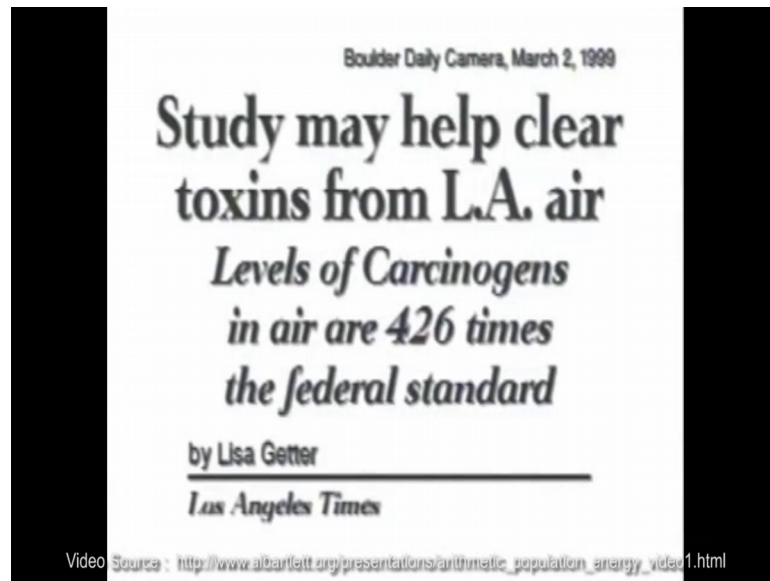 Boulder Daily Camera, March 2, 1999
Study may help clear
toxins from L.A. air
Levels of Carcinogens
in air are 426 times
the federal standard
by Lisa Getter
Los Angeles Times
Video Source : http://www.albartlett.org/presentations/arithmetic_population_energy_video1.html